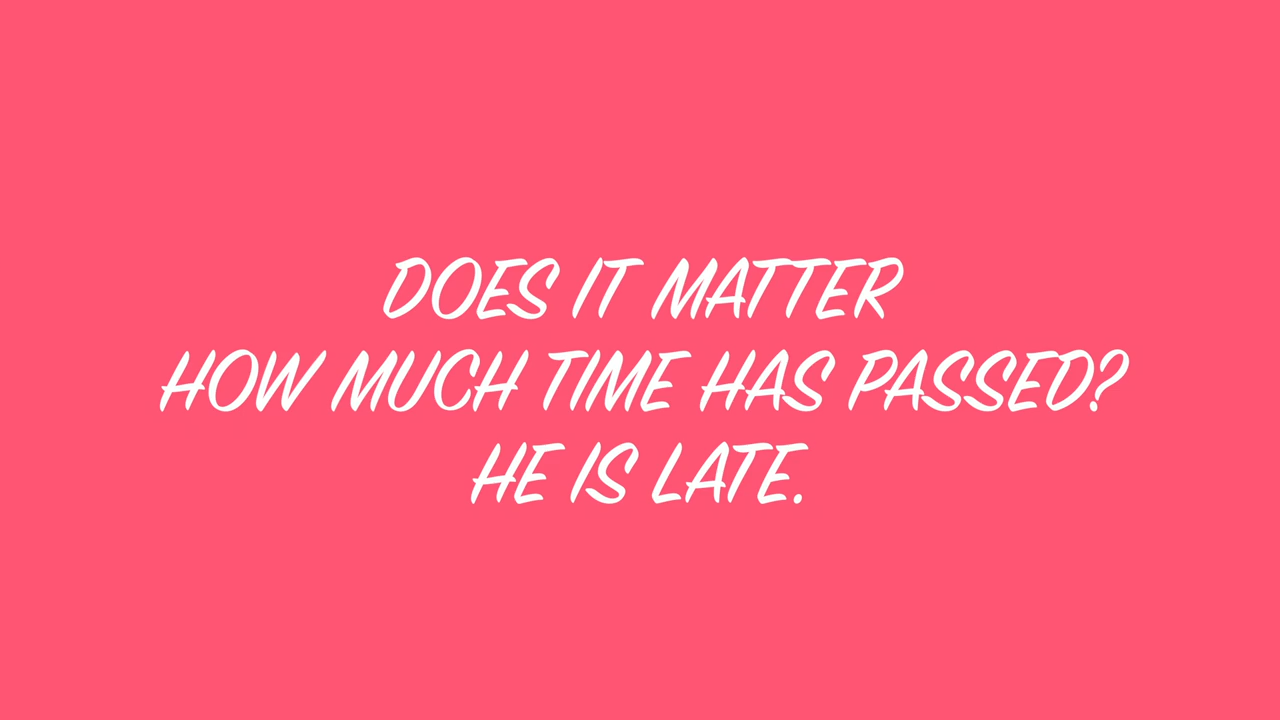 DOES IT MATTER
HOW MUCH TIME HAS PASSED?
HE IS LATE.